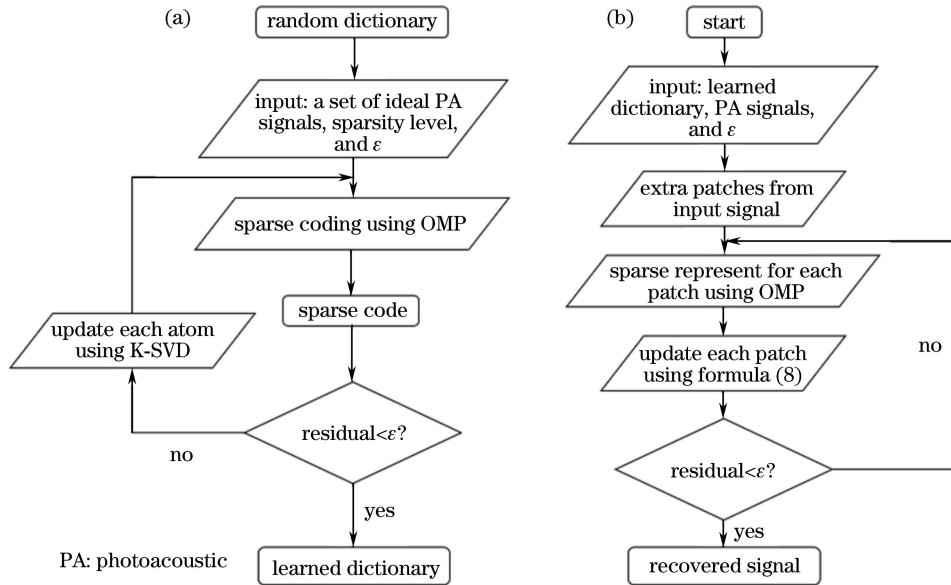 (a)
random dictionary
input: a set of ideal PA
signals, sparsity level,
and ε
sparse coding using OMP
sparse code
update each atom
using K-SVD
residual<ε?
no
yes
PA: photoacoustic
learned dictionary
(b)
start
input: learned
dictionary, PA signals,
and ε
extra patches from
input signal
sparse represent for each
patch using OMP
update each patch
using formula (8)
no
residual<ε?
yes
recovered signal